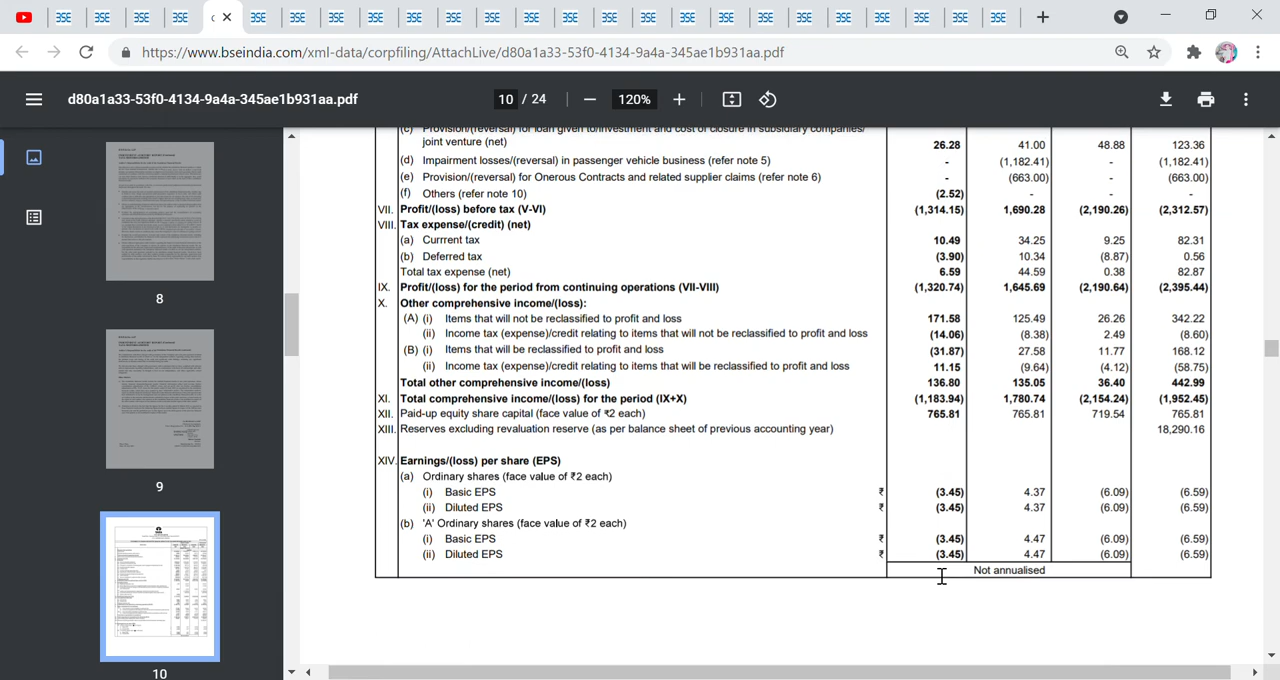 https://www.bseindia.com/xml-data/corpfiling/AttachLive/d80a1a33-53f0-4134-9a4a-345ae1b931aa.pdf
d80a1a33-53f0-4134-9a4a-345ae1b931aa.pdf 10 / 24 120%
(c) Provision/(reversal) for loan given to/investment and cost of closure in subsidiary companies/
joint venture (net) 26.28 41.00 48.88 123.36
(d) Impairment losses/(reversal) in passenger vehicle business (refer note 5) - (1,182.41) - (1,182.41)
(e) Provision/(reversal) for Onerous Contracts and related supplier claims (refer note 6) - (663.00) - (663.00)
(f) Others (refer note 10) (2.52) - - -
VII. Profit/(loss) before tax (V-VI) (1,314.15) 1,690.28 (2,190.26) (2,312.57)
VIII. Tax expense/(credit) (net)
(a) Currrent tax 10.49 34.25 9.25 82.31
(b) Deferred tax (3.90) 10.34 (8.87) 0.56
Total tax expense (net) 6.59 44.59 0.38 82.87
IX. Profit/(loss) for the period from continuing operations (VII-VIII) (1,320.74) 1,645.69 (2,190.64) (2,395.44)
X. Other comprehensive income/(loss):
(A) (i) Items that will not be reclassified to profit and loss 171.58 125.49 26.26 342.22
(ii) Income tax (expense)/credit relating to items that will not be reclassified to profit and loss (14.06) (8.38) 2.49 (8.60)
(B) (i) Items that will be reclassified to profit and loss (31.87) 27.58 11.77 168.12
(ii) Income tax (expense)/credit relating to items that will be reclassified to profit and loss 11.15 (9.64) (4.12) (58.75)
Total other comprehensive income/(loss) 136.80 135.05 36.40 442.99
XI. Total comprehensive income/(loss) for the period (IX+X) (1,183.94) 1,780.74 (2,154.24) (1,952.45)
XII. Paid-up equity share capital (face value of ₹2 each) 765.81 765.81 719.54 765.81
XIII. Reserves excluding revaluation reserve (as per balance sheet of previous accounting year) 18,290.16
XIV. Earnings/(loss) per share (EPS)
(a) Ordinary shares (face value of ₹2 each)
(i) Basic EPS ₹ (3.45) 4.37 (6.09) (6.59)
(ii) Diluted EPS ₹ (3.45) 4.37 (6.09) (6.59)
(b) 'A' Ordinary shares (face value of ₹2 each)
(i) Basic EPS ₹ (3.45) 4.47 (6.09) (6.59)
(ii) Diluted EPS ₹ (3.45) 4.47 (6.09) (6.59)
Not annualised
8
9
10